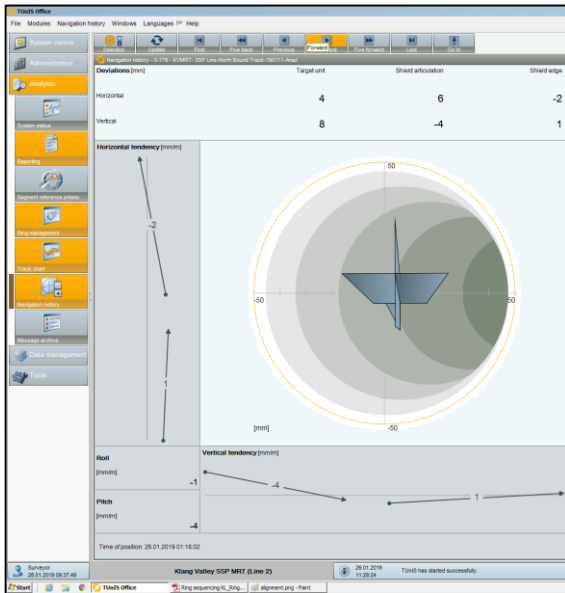 TUnIS Office
File Modules Navigation history Windows Languages Help
System control
Administration
Analysis
System status
Reporting
Segment reference prisms
Ring management
Track chart
Navigation history
Message archive
Data management
Tools
Selection Update First Five back Previous Forward Five forward Last Go to
Deviations [mm] Target unit Shield articulation Shield edge
Horizontal 4 6 -2
Vertical 8 -4 1
Horizontal tendency [mm/m]
-2
1
50
-50 50
-50
[mm]
Roll
[mm/m]
-1
Pitch
[mm/m]
-4
Vertical tendency [mm/m]
-4
1
Time of position: 26.01.2019 01:18:02
Surveyor
28.01.2019 09:37:49
Klang Valley SSP MRT (Line 2)
26.01.2019
11:28:24
TUnIS has started successfully.
Start TUnIS Office Ring sequencing KL_Ring... alignment.png - Paint